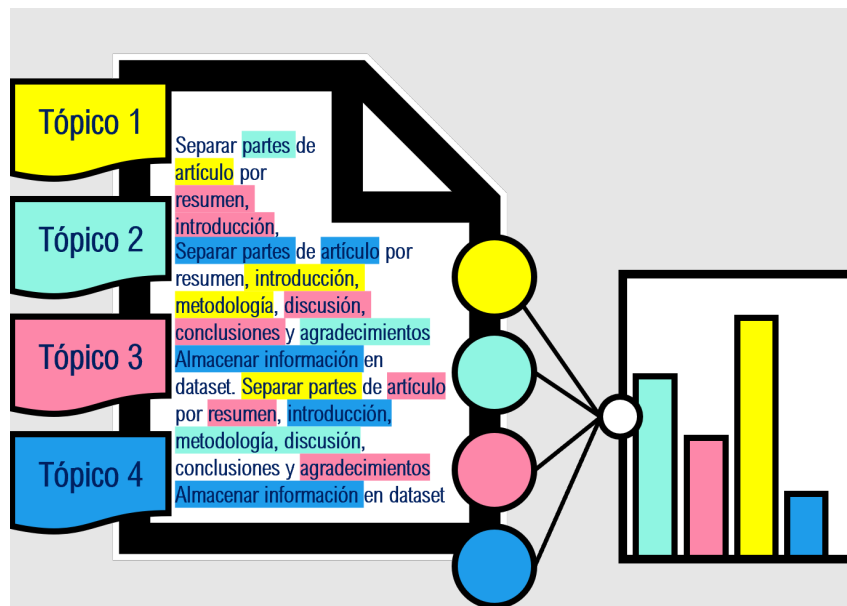 Tópico 1
Tópico 2
Tópico 3
Tópico 4
Separar partes de
artículo por
resumen,
introducción,
Separar partes de artículo por
resumen, introducción,
metodología, discusión,
conclusiones y agradecimientos
Almacenar información en
dataset. Separar partes de artículo
por resumen, introducción,
metodología, discusión,
conclusiones y agradecimientos
Almacenar información en dataset